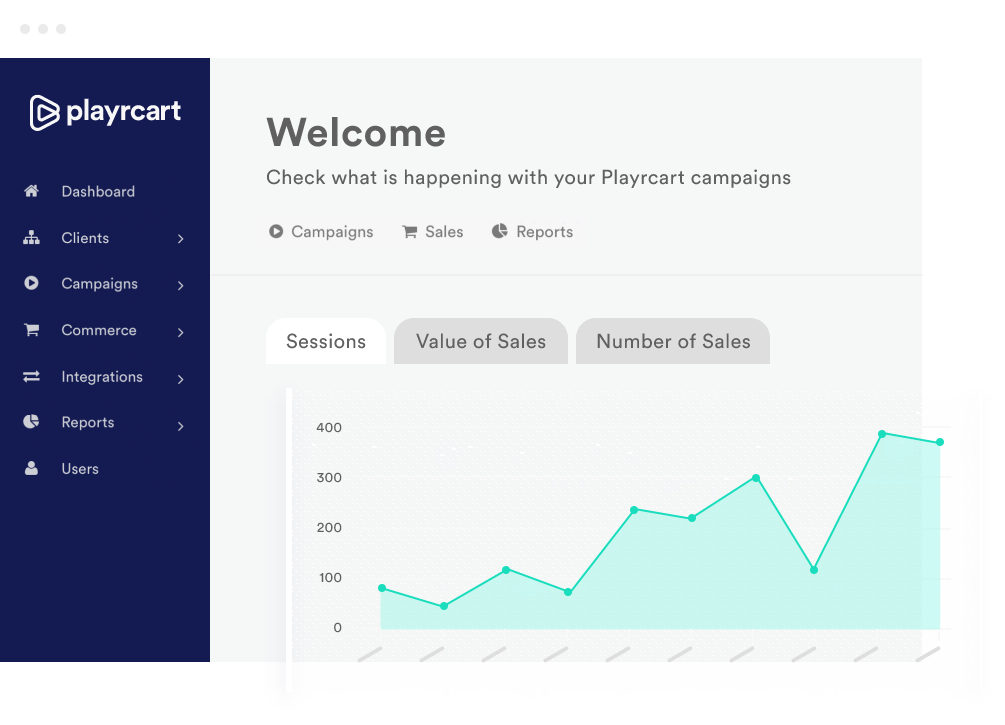 playrcart
Dashboard
Clients
Campaigns
Commerce
Integrations
Reports
Users
Welcome
Check what is happening with your Playrcart campaigns
Campaigns Sales Reports
Sessions Value of Sales Number of Sales
400
300
200
100
0